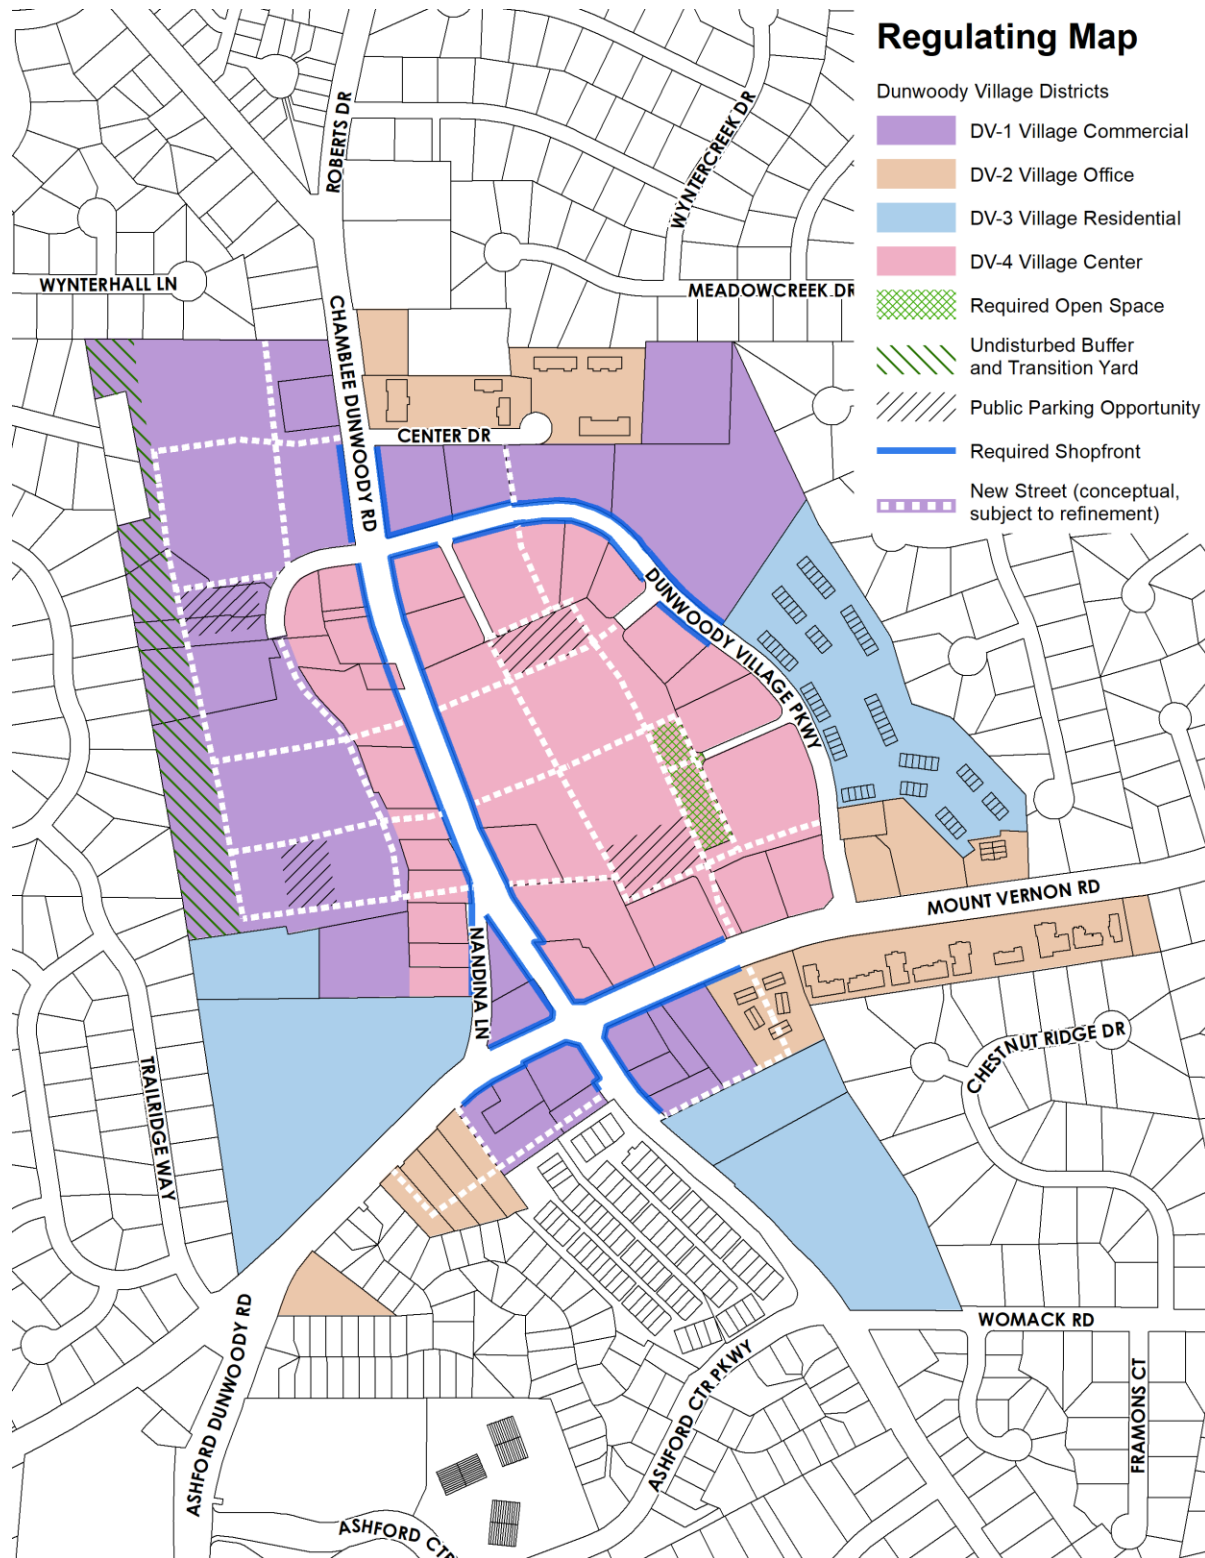 Regulating Map
Dunwoody Village Districts
DV-1 Village Commercial
DV-2 Village Office
DV-3 Village Residential
DV-4 Village Center
Required Open Space
Undisturbed Buffer
and Transition Yard
Public Parking Opportunity
Required Shopfront
New Street (conceptual,
subject to refinement)
ROBERTS DR
WYNTERCREEK DR
WYNTERHALL LN
MEADOWCREEK DR
CHAMBLEE DUNWOODY RD
CENTER DR
DUNWOODY VILLAGE PKWY
MOUNT VERNON RD
NANDINA LN
CHESTNUT RIDGE DR
TRAILRIDGE WAY
WOMACK RD
ASHFORD DUNWOODY RD
ASHFORD CTR PKWY
FRAMONS CT
ASHFORD CTR